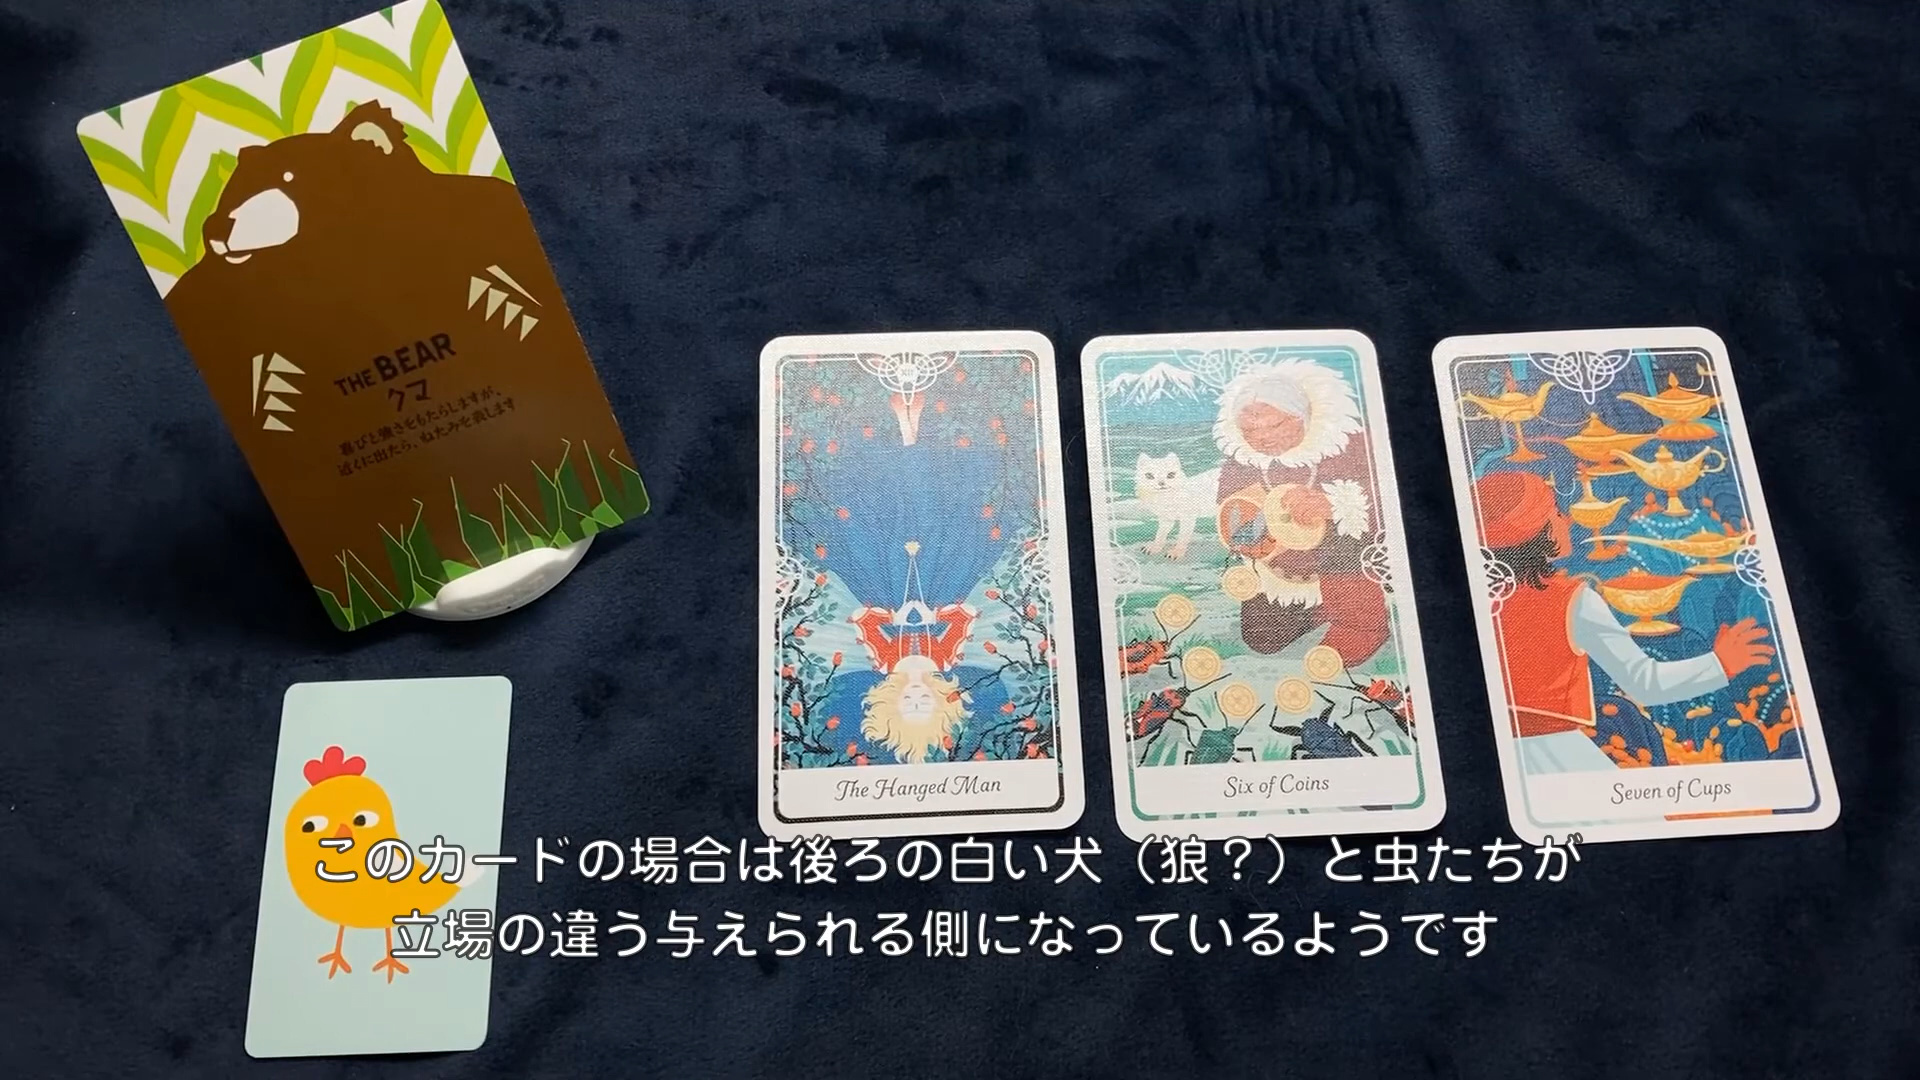 THE BEAR
クマ
喜びと強さをもたらしますが、
近くに出たら、ねたみを表します
XII
The Hanged Man
Six of Coins
Seven of Cups
このカードの場合は後ろの白い犬（狼？）と虫たちが
立場の違う与えられる側になっているようです